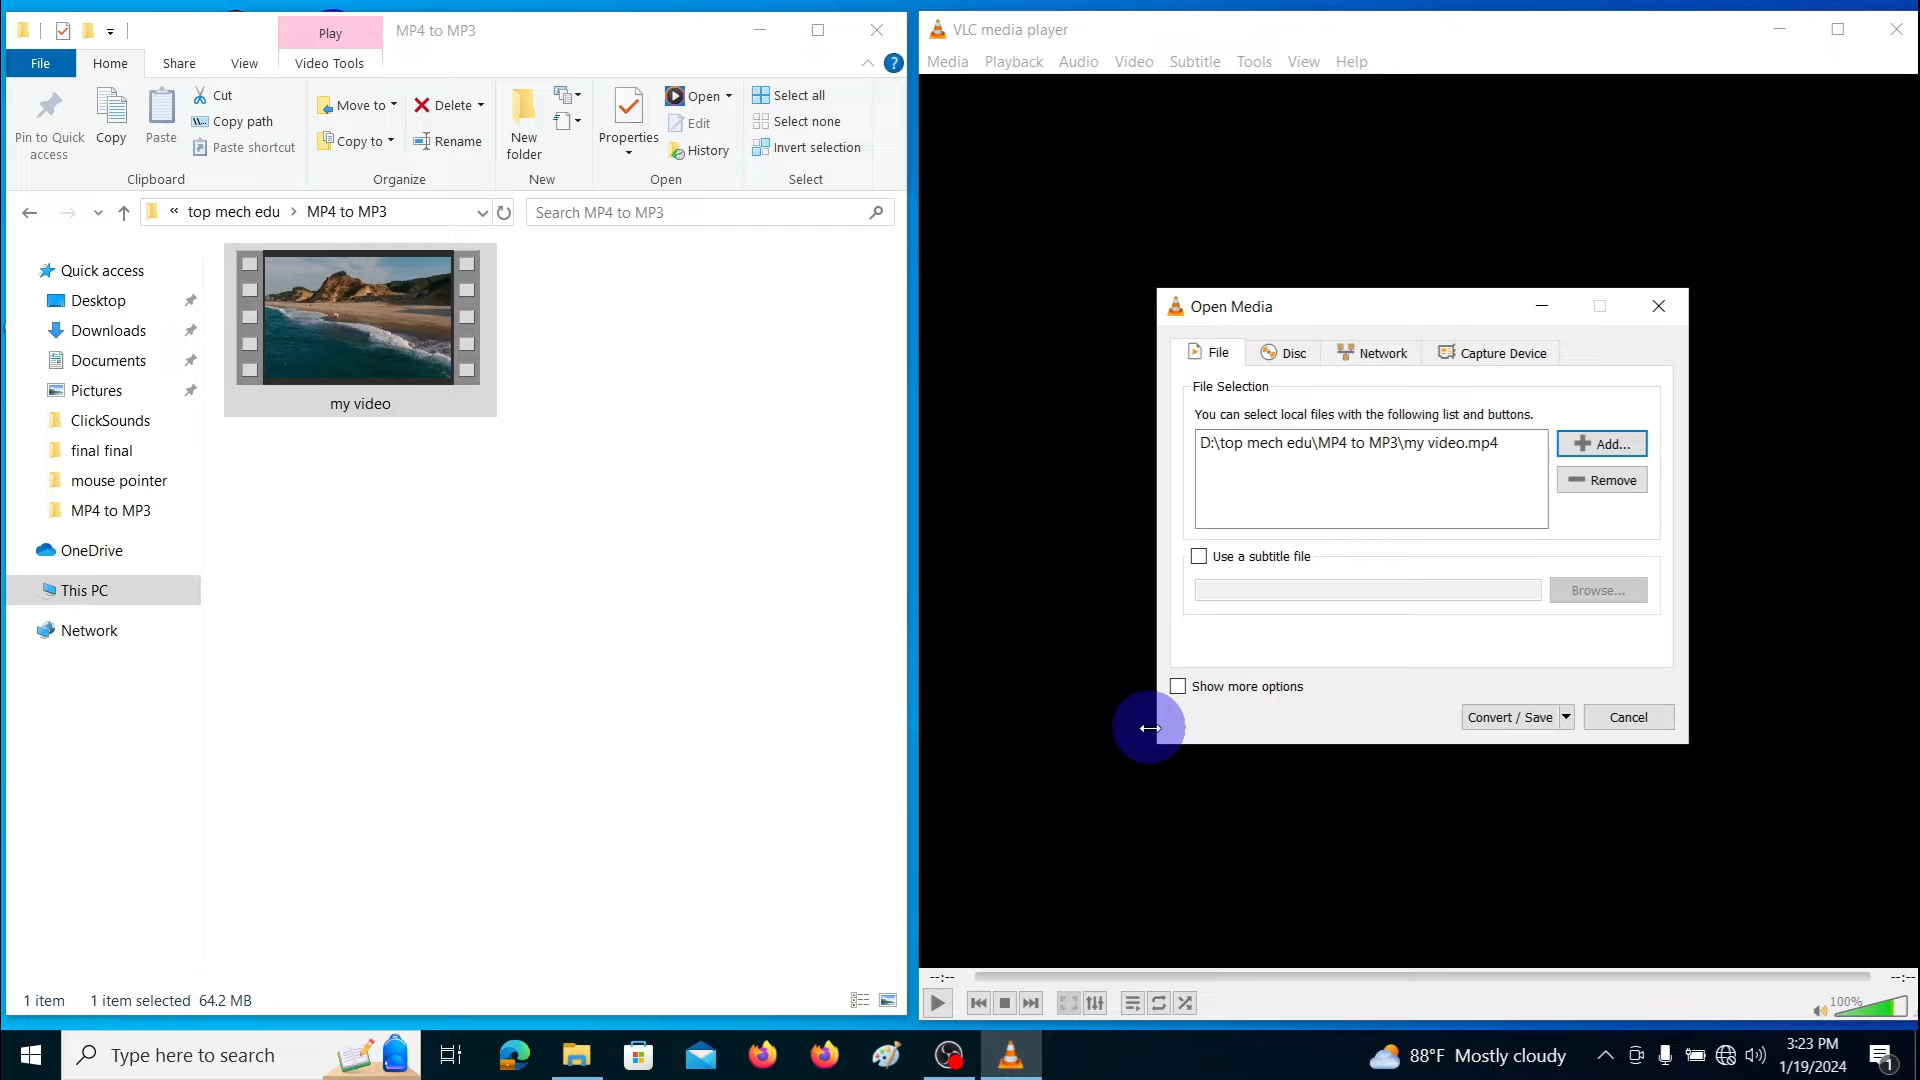 Play
MP4 to MP3
File
Home
Share
View
Video Tools
Pin to Quick
access
Copy
Paste
Cut
Copy path
Paste shortcut
Clipboard
Move to
Copy to
Delete
Rename
Organize
New
folder
New
Properties
Open
Edit
History
Open
Select all
Select none
Invert selection
Select
« top mech edu > MP4 to MP3
Search MP4 to MP3
Quick access
Desktop
Downloads
Documents
Pictures
ClickSounds
final final
mouse pointer
MP4 to MP3
OneDrive
This PC
Network
my video
1 item
1 item selected 64.2 MB
VLC media player
Media
Playback
Audio
Video
Subtitle
Tools
View
Help
Open Media
File
Disc
Network
Capture Device
File Selection
You can select local files with the following list and buttons.
D:\top mech edu\MP4 to MP3\my video.mp4
Add...
Remove
Use a subtitle file
Browse...
Show more options
Convert / Save
Cancel
--:--
--:--
100%
Type here to search
88°F Mostly cloudy
3:23 PM
1/19/2024
1